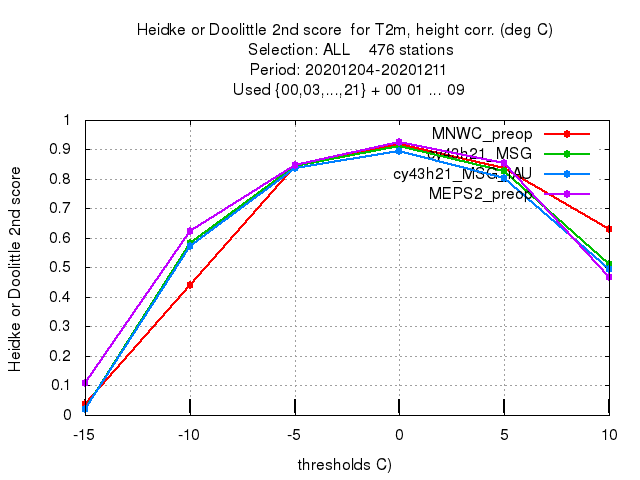 Heidke or Doolittle 2nd score for T2m, height corr. (deg C)
Selection: ALL 476 stations
Period: 20201204-20201211
Used {00,03,...,21} + 00 01 ... 09
Heidke or Doolittle 2nd score
1
0.9
0.8
0.7
0.6
0.5
0.4
0.3
0.2
0.1
0
MNWC_preop
cy43h21_MSG
cy43h21_MSG_IAU
MEPS2_preop
-15
-10
-5
0
5
10
thresholds C)